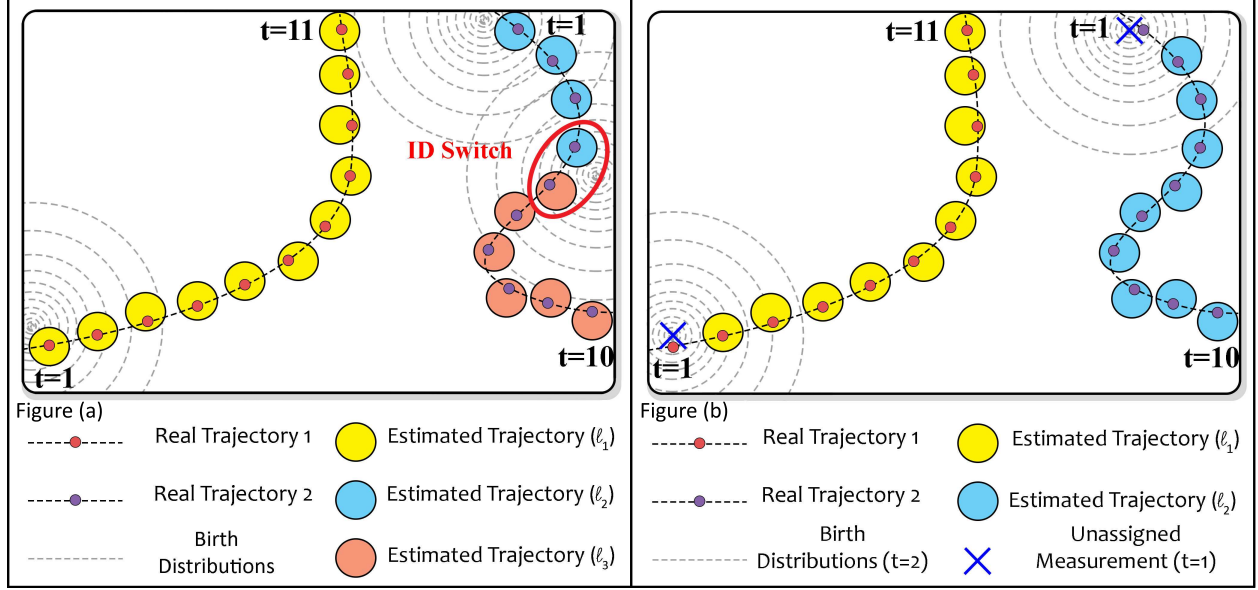 t=11
t=1
ID Switch
t=1
t=10
Figure (a)
Real Trajectory 1
Estimated Trajectory (ℓ₁)
Real Trajectory 2
Estimated Trajectory (ℓ₂)
Birth
Distributions
Estimated Trajectory (ℓ₃)
t=11
t=1
t=1
t=10
Figure (b)
Real Trajectory 1
Estimated Trajectory (ℓ₁)
Real Trajectory 2
Estimated Trajectory (ℓ₂)
Birth
Distributions (t=2)
Unassigned
Measurement (t=1)